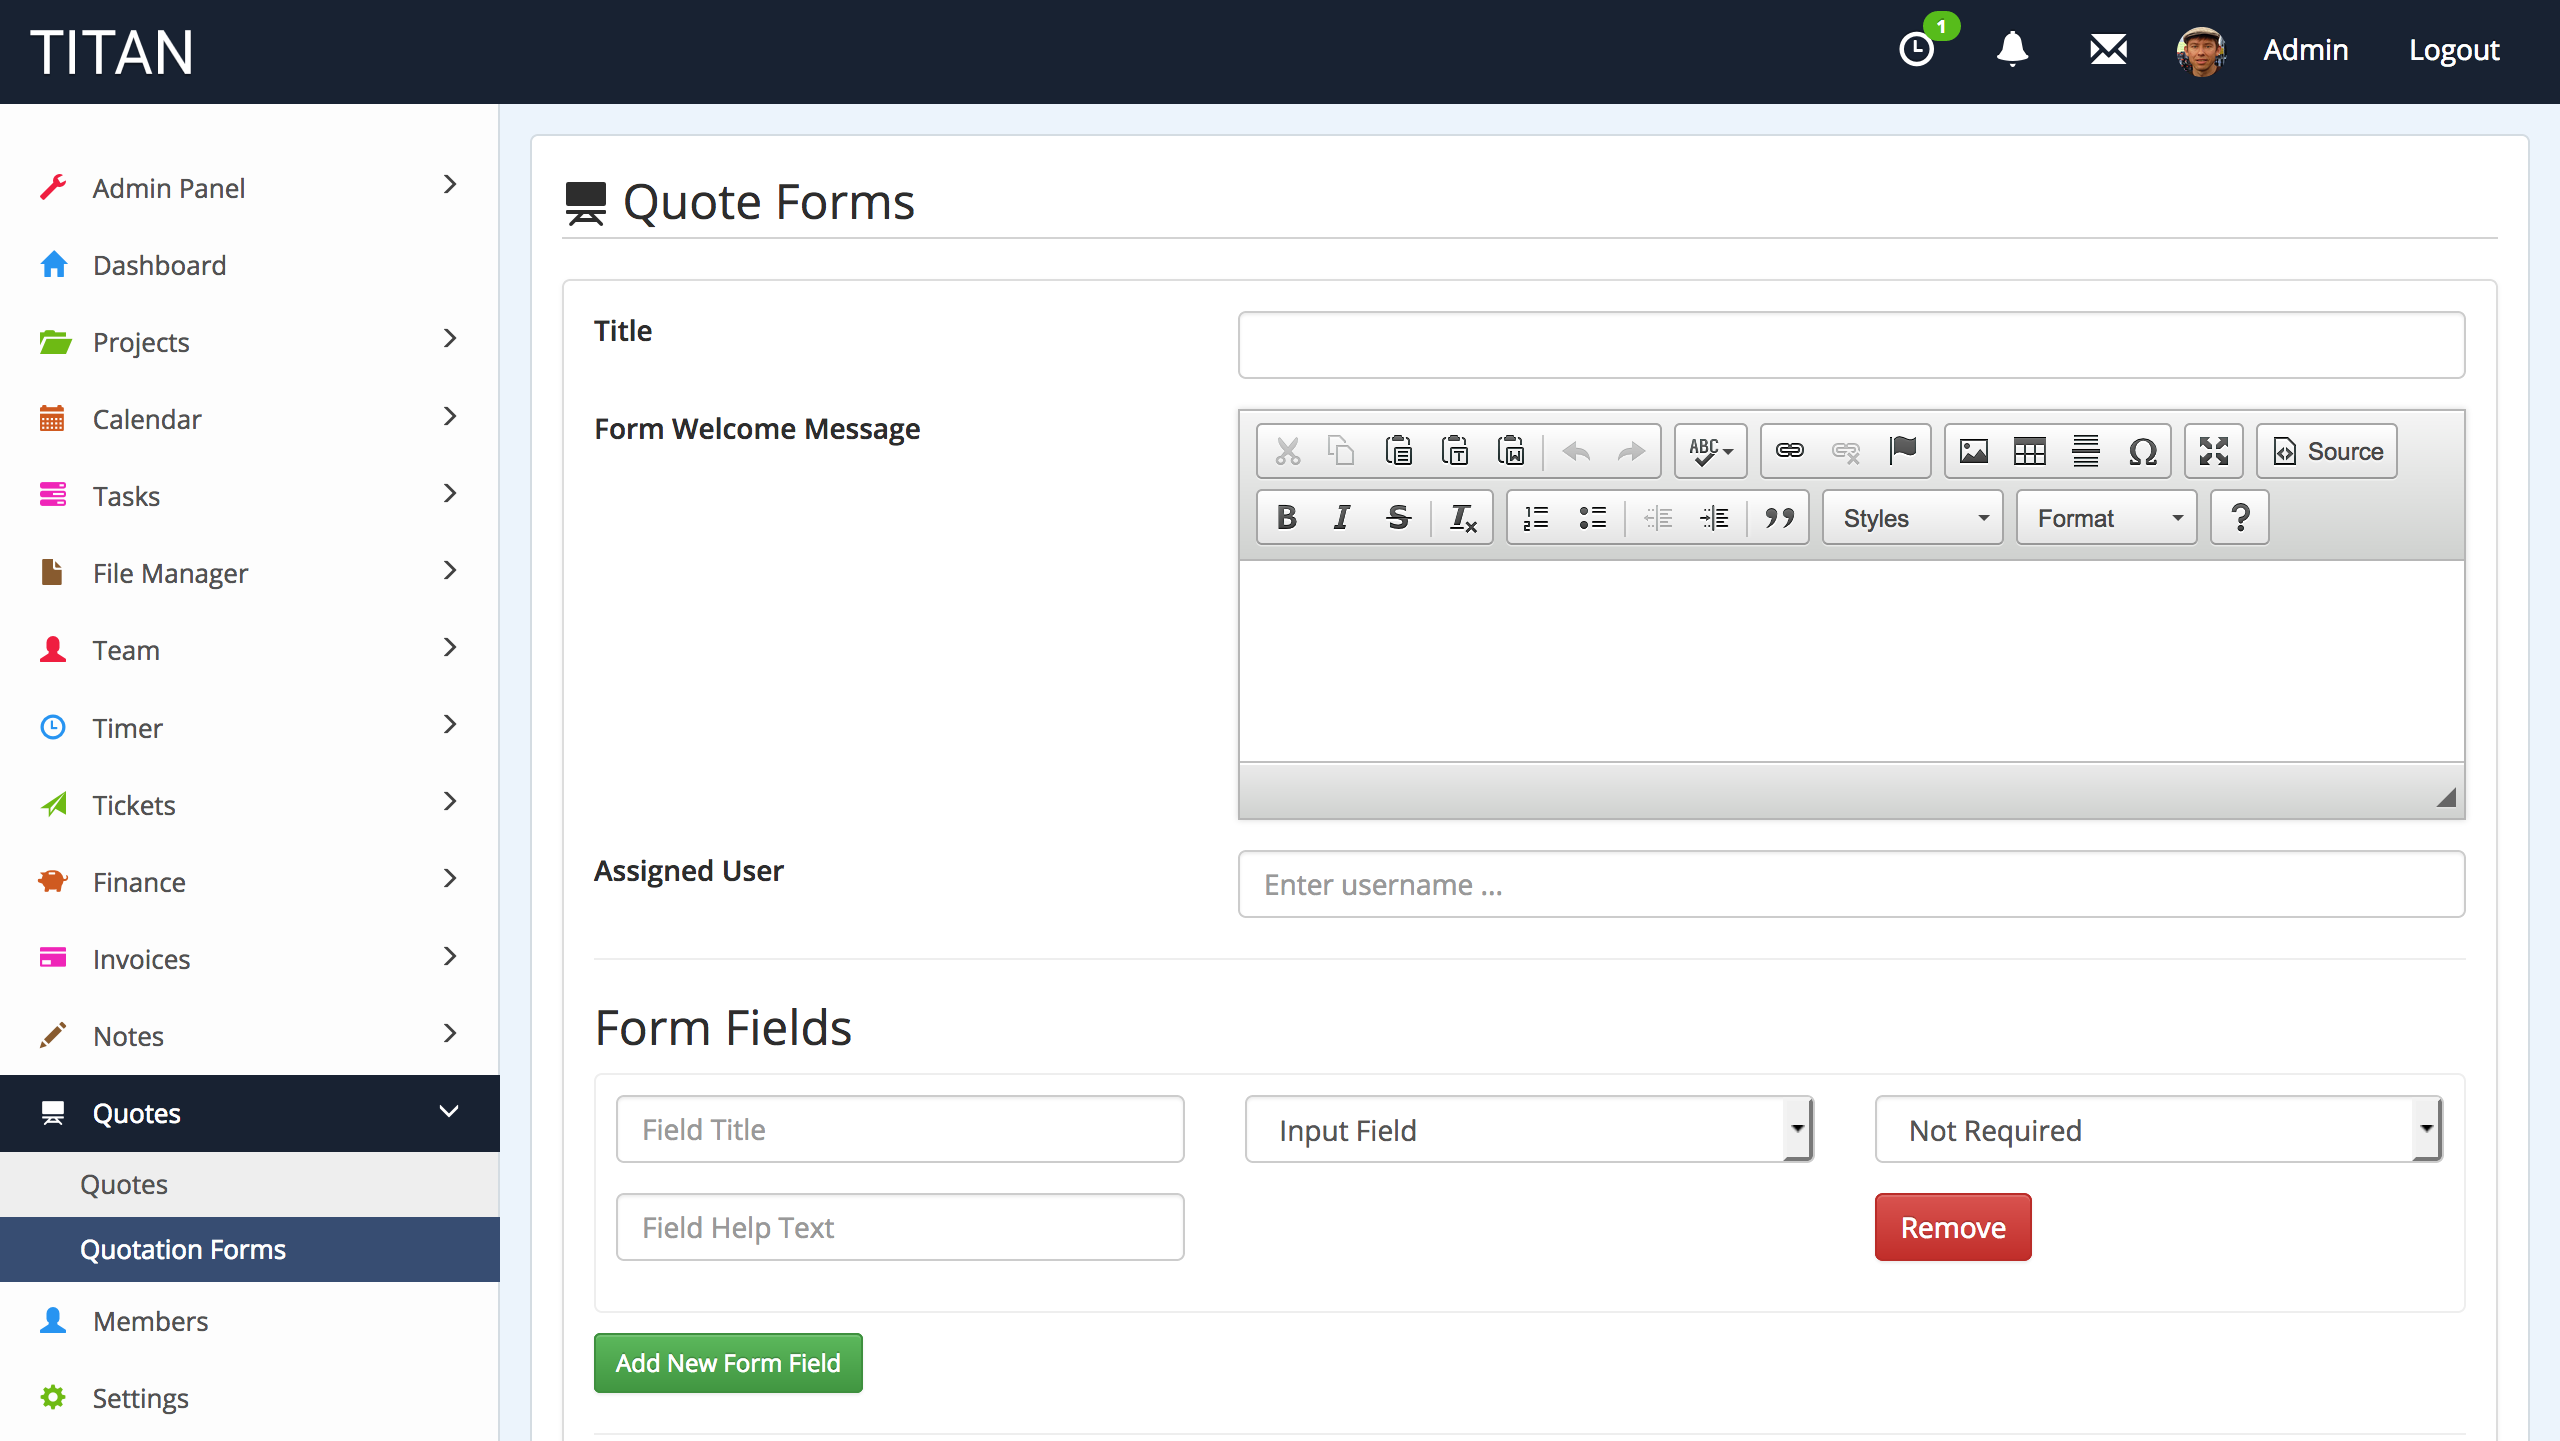 TITAN
1
Admin
Logout
Admin Panel
Dashboard
Projects
Calendar
Tasks
File Manager
Team
Timer
Tickets
Finance
Invoices
Notes
Quotes
Quotes
Quotation Forms
Members
Settings
Quote Forms
Title
Form Welcome Message
ABC
Source
B I S Tx
Styles
Format
?
Assigned User
Enter username ...
Form Fields
Field Title
Input Field
Not Required
Field Help Text
Remove
Add New Form Field